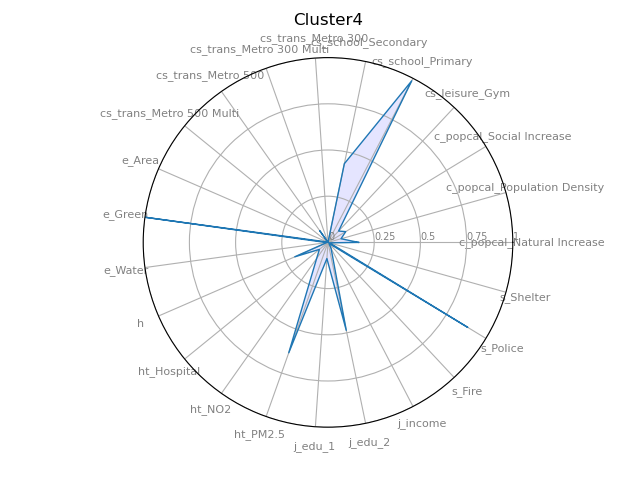 Cluster4
cs_trans_Metro 300
cs_school_Secondary
cs_trans_Metro 300 Multi
cs_school_Primary
cs_trans_Metro 500
cs_leisure_Gym
cs_trans_Metro 500 Multi
c_popcal_Social Increase
e_Area
c_popcal_Population Density
e_Green
0
0.25
0.5
0.75
1
c_popcal_Natural Increase
e_Water
s_Shelter
h
s_Police
ht_Hospital
s_Fire
ht_NO2
j_income
ht_PM2.5
j_edu_2
j_edu_1